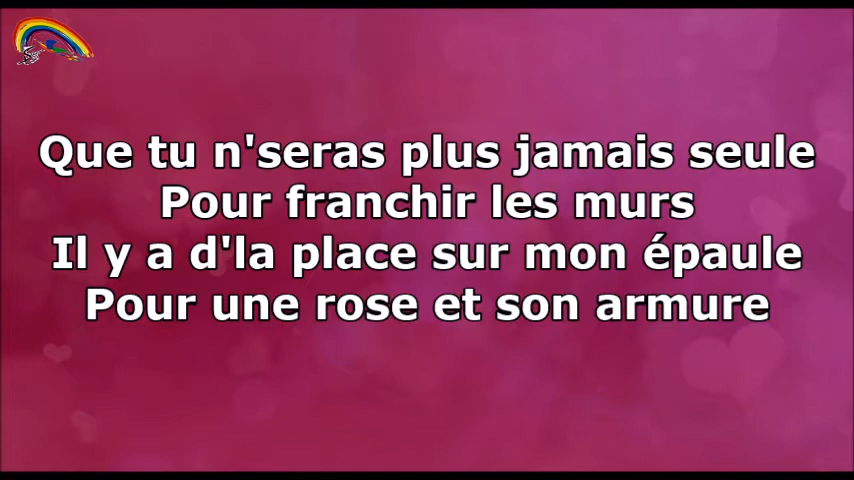 Que tu n'seras plus jamais seule
Pour franchir les murs
Il y a d'la place sur mon épaule
Pour une rose et son armure